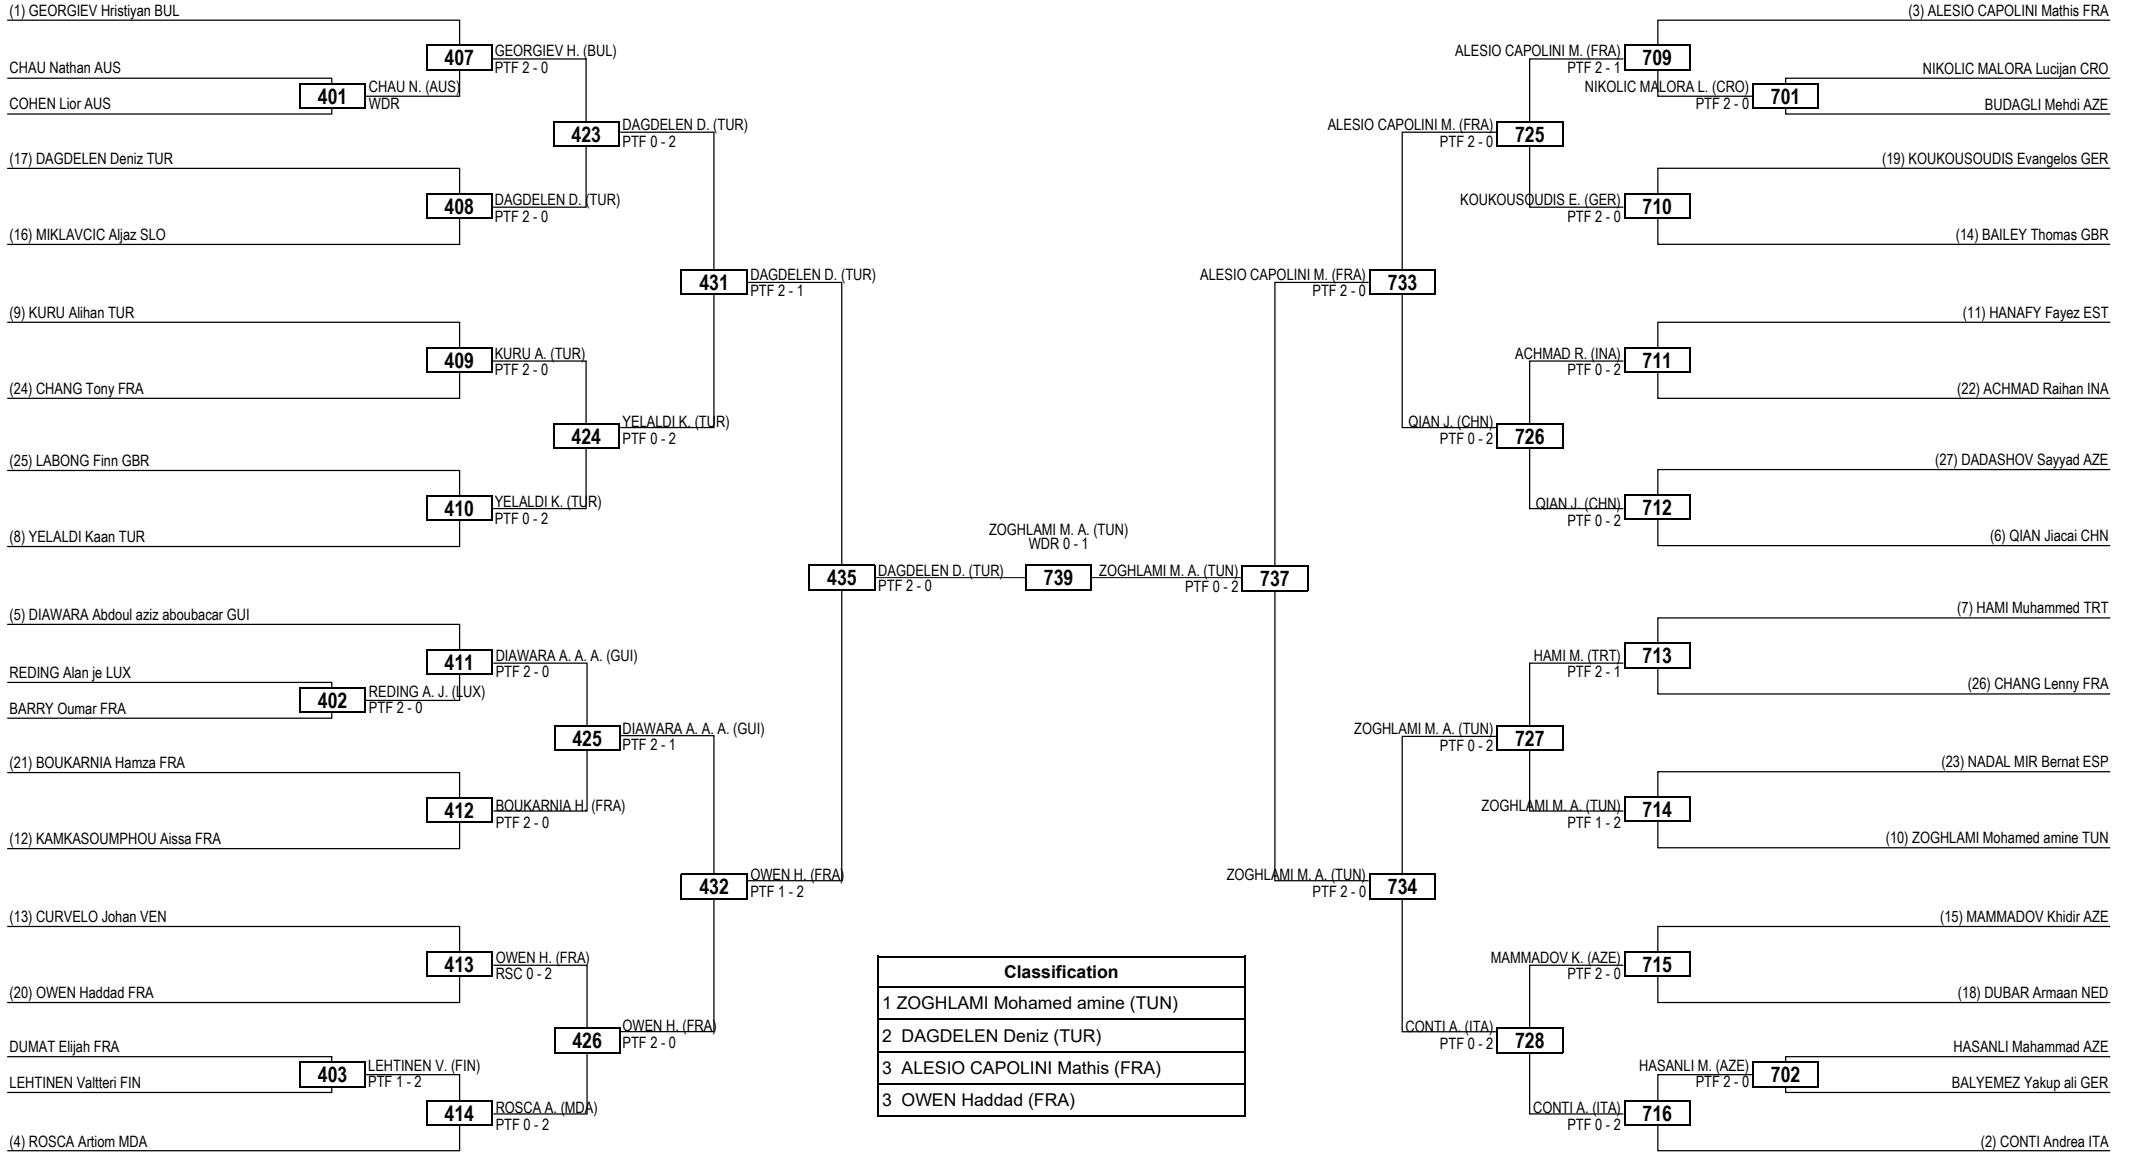 (1) GEORGIEV Hristiyan BUL
CHAU Nathan AUS
COHEN Lior AUS
(17) DAGDELEN Deniz TUR
(16) MIKLAVCIC Aljaz SLO
(9) KURU Alihan TUR
(24) CHANG Tony FRA
(25) LABONG Finn GBR
(8) YELALDI Kaan TUR
(5) DIAWARA Abdoul aziz aboubacar GUI
REDING Alan je LUX
BARRY Oumar FRA
(21) BOUKARNIA Hamza FRA
(12) KAMKASOUMPHOU Aissa FRA
(13) CURVELO Johan VEN
(20) OWEN Haddad FRA
DUMAT Elijah FRA
LEHTINEN Valtteri FIN
(4) ROSCA Artiom MDA
401
CHAU N. (AUS)
WDR
402
REDING A. J. (LUX)
PTF 2 - 0
403
LEHTINEN V. (FIN)
PTF 1 - 2
407
GEORGIEV H. (BUL)
PTF 2 - 0
408
DAGDELEN D. (TUR)
PTF 2 - 0
409
KURU A. (TUR)
PTF 2 - 0
410
YELALDI K. (TUR)
PTF 0 - 2
411
DIAWARA A. A. A. (GUI)
PTF 2 - 0
412
BOUKARNIA H. (FRA)
PTF 2 - 0
413
OWEN H. (FRA)
RSC 0 - 2
414
ROSCA A. (MDA)
PTF 0 - 2
423
DAGDELEN D. (TUR)
PTF 0 - 2
424
YELALDI K. (TUR)
PTF 0 - 2
425
DIAWARA A. A. A. (GUI)
PTF 2 - 1
426
OWEN H. (FRA)
PTF 2 - 0
431
DAGDELEN D. (TUR)
PTF 2 - 1
432
OWEN H. (FRA)
PTF 1 - 2
435
DAGDELEN D. (TUR)
PTF 2 - 0
ZOGHLAMI M. A. (TUN)
WDR 0 - 1
739
ZOGHLAMI M. A. (TUN)
PTF 0 - 2
737
ALESIO CAPOLINI M. (FRA)
PTF 2 - 0
733
ZOGHLAMI M. A. (TUN)
PTF 2 - 0
734
ALESIO CAPOLINI M. (FRA)
PTF 2 - 0
725
QIAN J. (CHN)
PTF 0 - 2
726
ZOGHLAMI M. A. (TUN)
PTF 0 - 2
727
CONTI A. (ITA)
PTF 0 - 2
728
ALESIO CAPOLINI M. (FRA)
PTF 2 - 1
709
KOUKOUSOUDIS E. (GER)
PTF 2 - 0
710
ACHMAD R. (INA)
PTF 0 - 2
711
QIAN J. (CHN)
PTF 0 - 2
712
HAMI M. (TRT)
PTF 2 - 1
713
ZOGHLAMI M. A. (TUN)
PTF 1 - 2
714
MAMMADOV K. (AZE)
PTF 2 - 0
715
CONTI A. (ITA)
PTF 0 - 2
716
NIKOLIC MALORA L. (CRO)
PTF 2 - 0
701
HASANLI M. (AZE)
PTF 2 - 0
702
(3) ALESIO CAPOLINI Mathis FRA
NIKOLIC MALORA Lucijan CRO
BUDAGLI Mehdi AZE
(19) KOUKOUSOUDIS Evangelos GER
(14) BAILEY Thomas GBR
(11) HANAFY Fayez EST
(22) ACHMAD Raihan INA
(27) DADASHOV Sayyad AZE
(6) QIAN Jiacai CHN
(7) HAMI Muhammed TRT
(26) CHANG Lenny FRA
(23) NADAL MIR Bernat ESP
(10) ZOGHLAMI Mohamed amine TUN
(15) MAMMADOV Khidir AZE
(18) DUBAR Armaan NED
HASANLI Mahammad AZE
BALYEMEZ Yakup ali GER
(2) CONTI Andrea ITA
Classification
1 ZOGHLAMI Mohamed amine (TUN)
2 DAGDELEN Deniz (TUR)
3 ALESIO CAPOLINI Mathis (FRA)
3 OWEN Haddad (FRA)